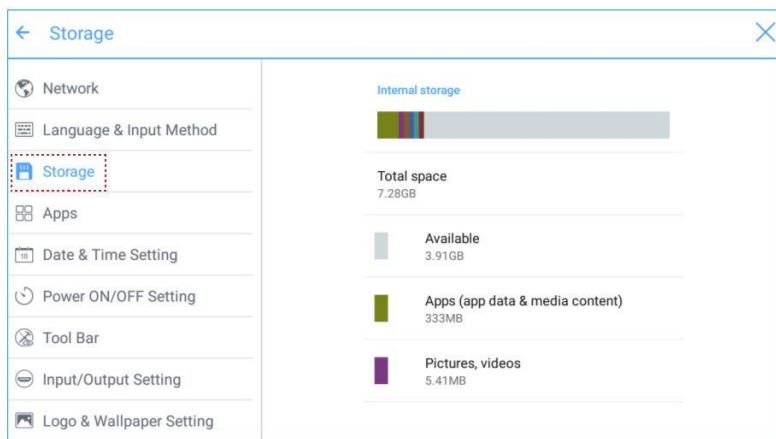 Storage
Network
Language & Input Method
Storage
Apps
18
Date & Time Setting
Power ON/OFF Setting
Tool Bar
Input/Output Setting
Logo & Wallpaper Setting
Internal storage
Total space
7.28GB
Available
3.91GB
Apps (app data & media content)
333MB
Pictures, videos
5.41MB